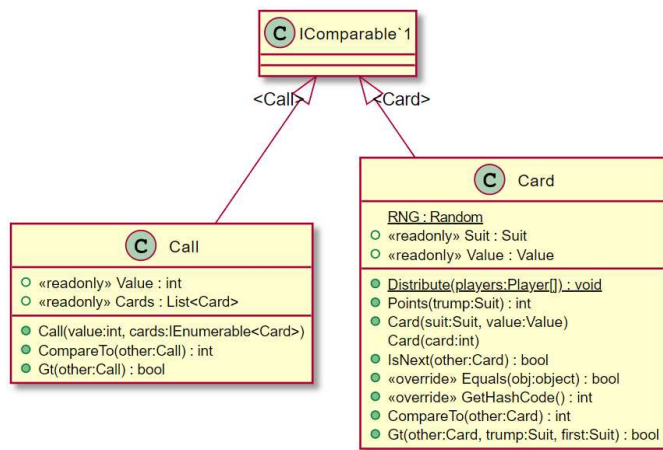 C IComparable`1
<Call>
<Card>
C Call
«readonly» Value : int
«readonly» Cards : List<Card>
Call(value:int, cards:IEnumerable<Card>)
CompareTo(other:Call) : int
Gt(other:Call) : bool
C Card
RNG : Random
«readonly» Suit : Suit
«readonly» Value : Value
Distribute(players:Player[]) : void
Points(trump:Suit) : int
Card(suit:Suit, value:Value)
Card(card:int)
IsNext(other:Card) : bool
«override» Equals(obj:object) : bool
«override» GetHashCode() : int
CompareTo(other:Card) : int
Gt(other:Card, trump:Suit, first:Suit) : bool